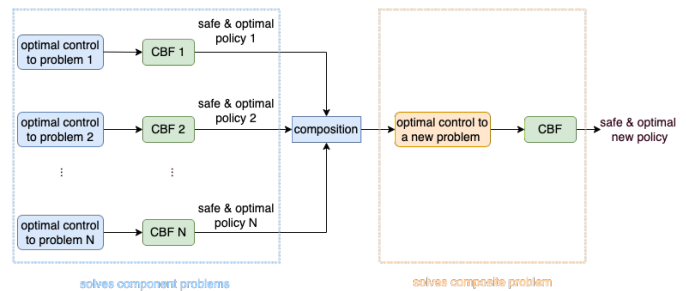 optimal control
to problem 1
CBF 1
safe & optimal
policy 1
optimal control
to problem 2
CBF 2
safe & optimal
policy 2
composition
optimal control to
a new problem
CBF
safe & optimal
new policy
⋮
⋮
optimal control
to problem N
CBF N
safe & optimal
policy N
solves component problems
solves composite problem